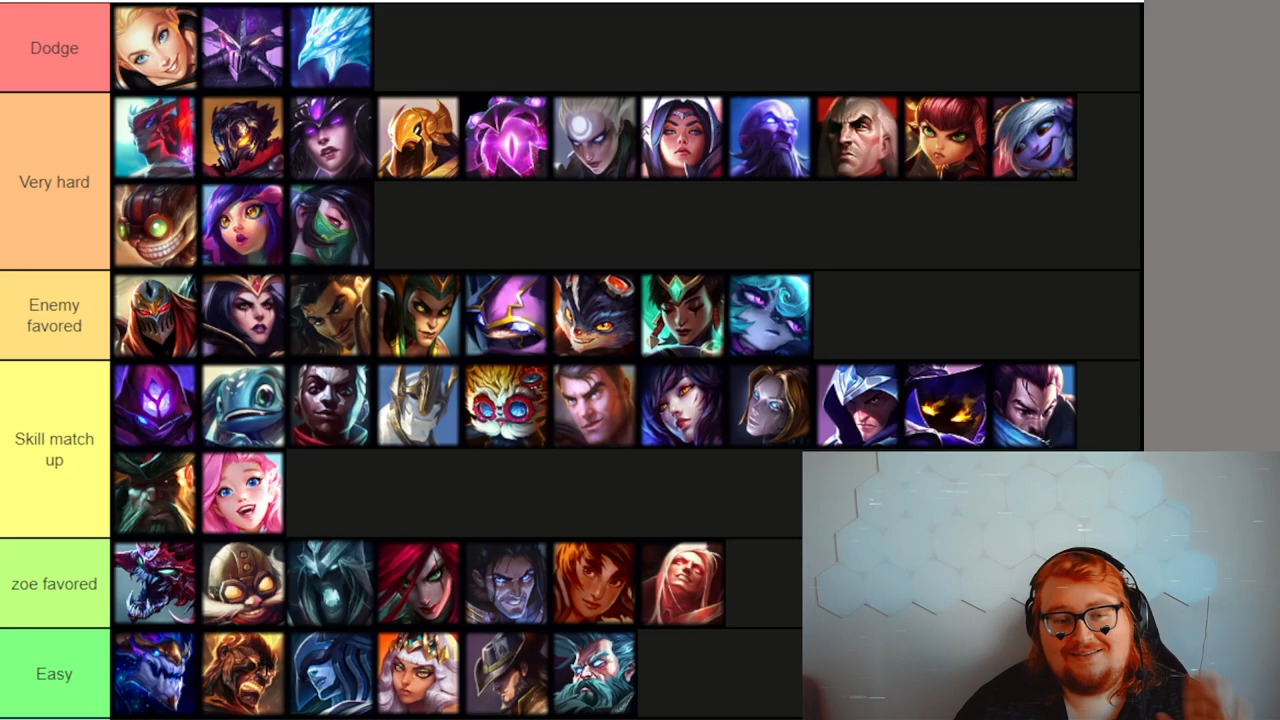 Dodge
Very hard
Enemy
favored
Skill match
up
zoe favored
Easy